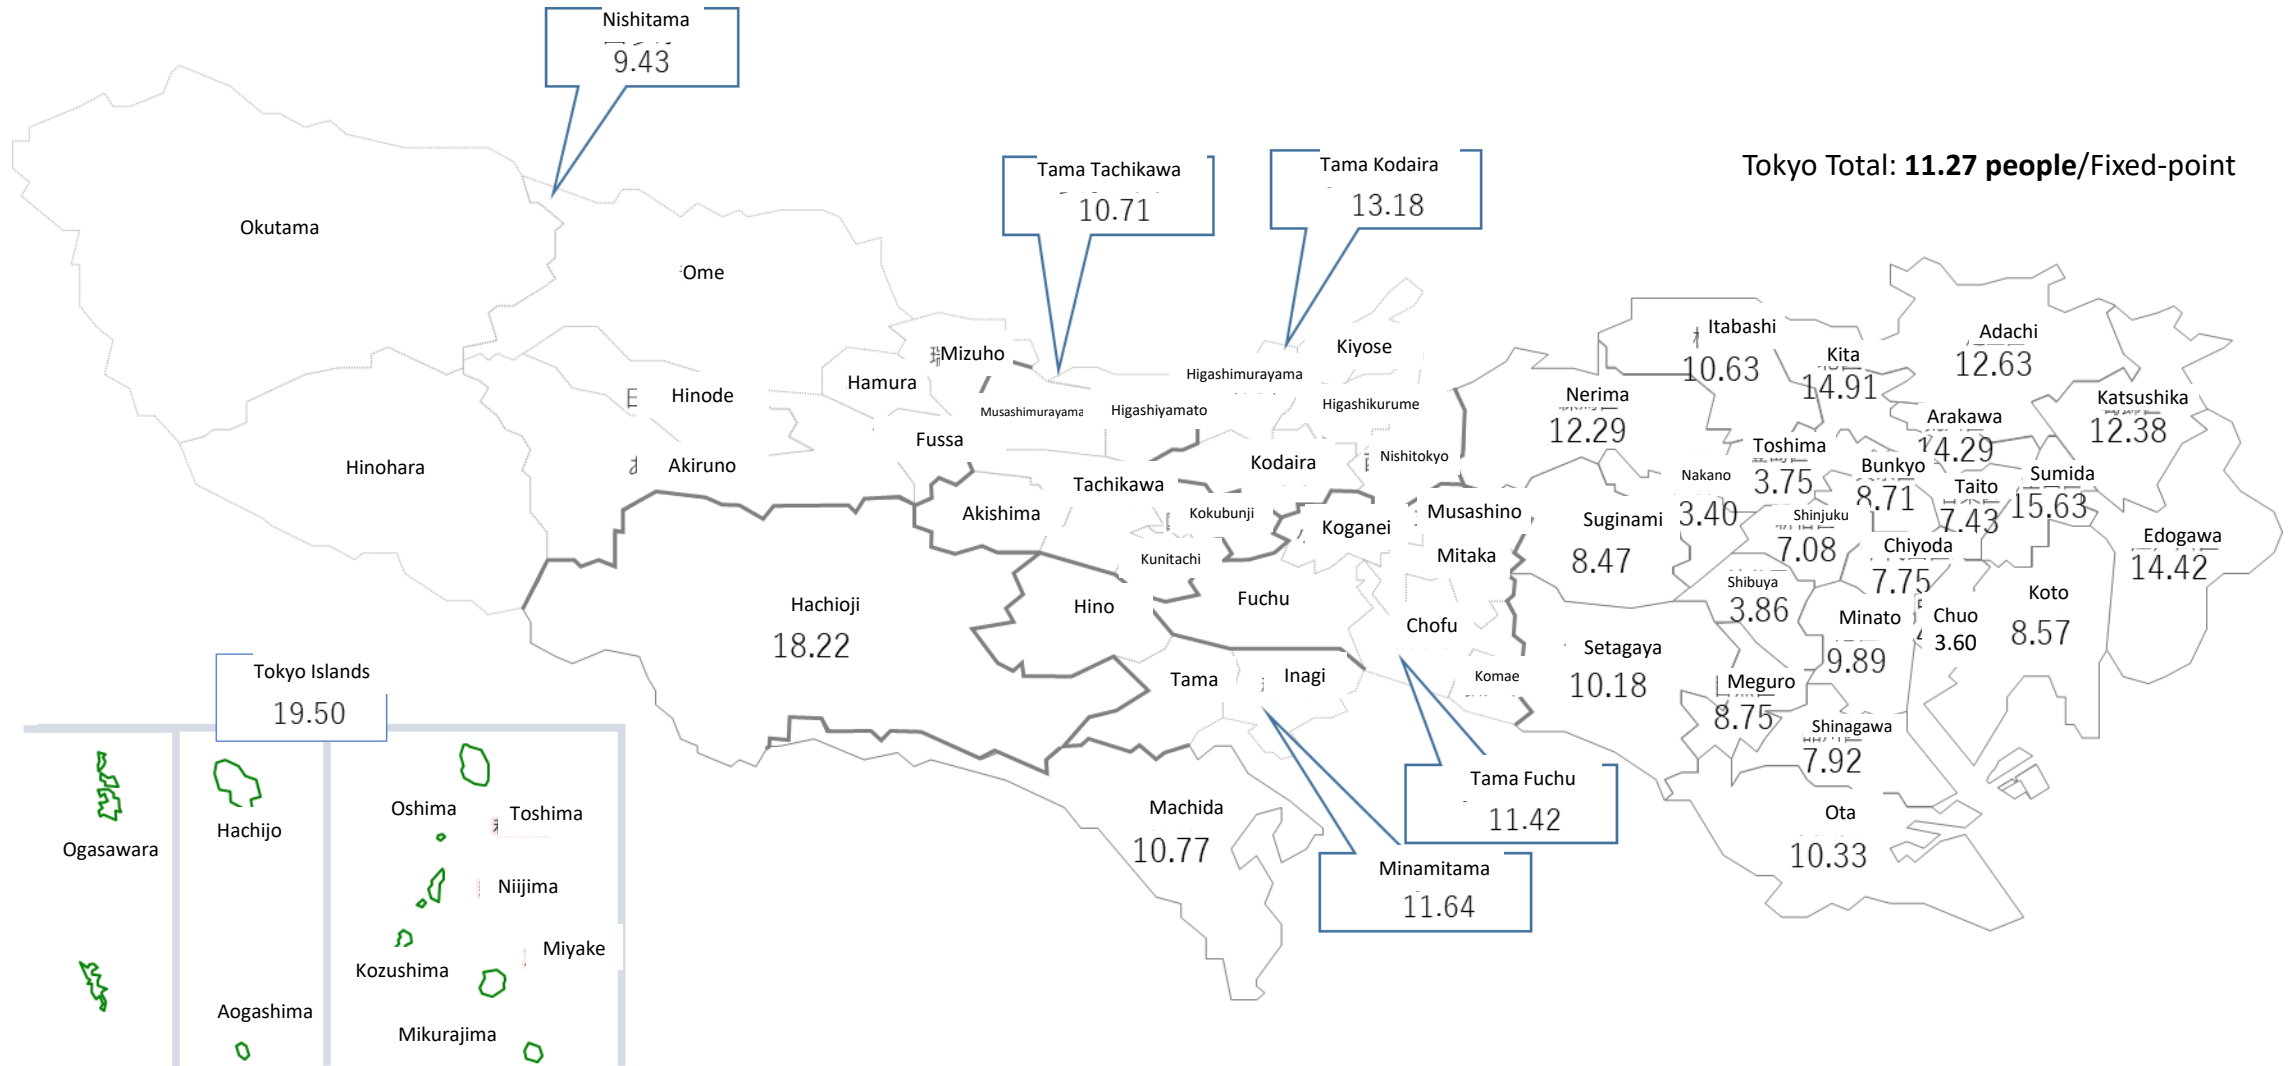 Nishitama
9.43
Tama Tachikawa
10.71
Tama Kodaira
13.18
Tokyo Total: 11.27 people/Fixed-point
Okutama
Ome
Mizuho
Hamura
Hinode
Musashimurayama
Higashiyamato
Higashimurayama
Kiyose
Higashikurume
Fussa
Hinohara
Akiruno
Kodaira
Nishitokyo
Tachikawa
Akishima
Kokubunji
Koganei
Musashino
Mitaka
Kunitachi
Hachioji
18.22
Hino
Fuchu
Chofu
Tama
Inagi
Komae
Itabashi
10.63
Kita
14.91
Adachi
12.63
Nerima
12.29
Arakawa
14.29
Katsushika
12.38
Toshima
3.75
Bunkyo
8.71
Nakano
3.40
Taito
7.43
Sumida
15.63
Suginami
8.47
Shinjuku
7.08
Chiyoda
7.75
Edogawa
14.42
Shibuya
3.86
Minato
9.89
Chuo
3.60
Koto
8.57
Setagaya
10.18
Meguro
8.75
Shinagawa
7.92
Ota
10.33
Tama Fuchu
11.42
Machida
10.77
Minamitama
11.64
Tokyo Islands
19.50
Ogasawara
Hachijo
Aogashima
Oshima
Toshima
Niijima
Miyake
Kozushima
Mikurajima